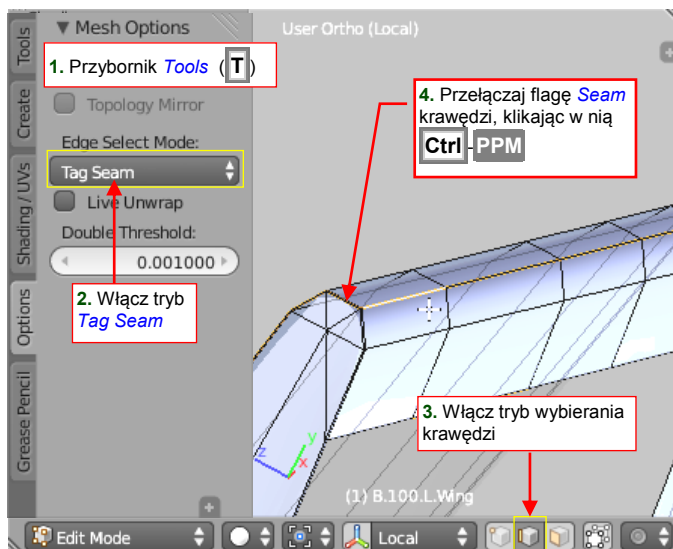 Tools
Create
Shading / UVs
Options
Grease Pencil
▼ Mesh Options
1. Przybornik Tools (T)
Topology Mirror
Edge Select Mode:
Tag Seam
Live Unwrap
Double Threshold:
0.001000
2. Włącz tryb
Tag Seam
User Ortho (Local)
4. Przełączaj flagę Seam
krawędzi, klikając w nią
Ctrl-PPM
3. Włącz tryb wybierania
krawędzi
z
y
x
(1) B.100.L.Wing
Edit Mode
Local